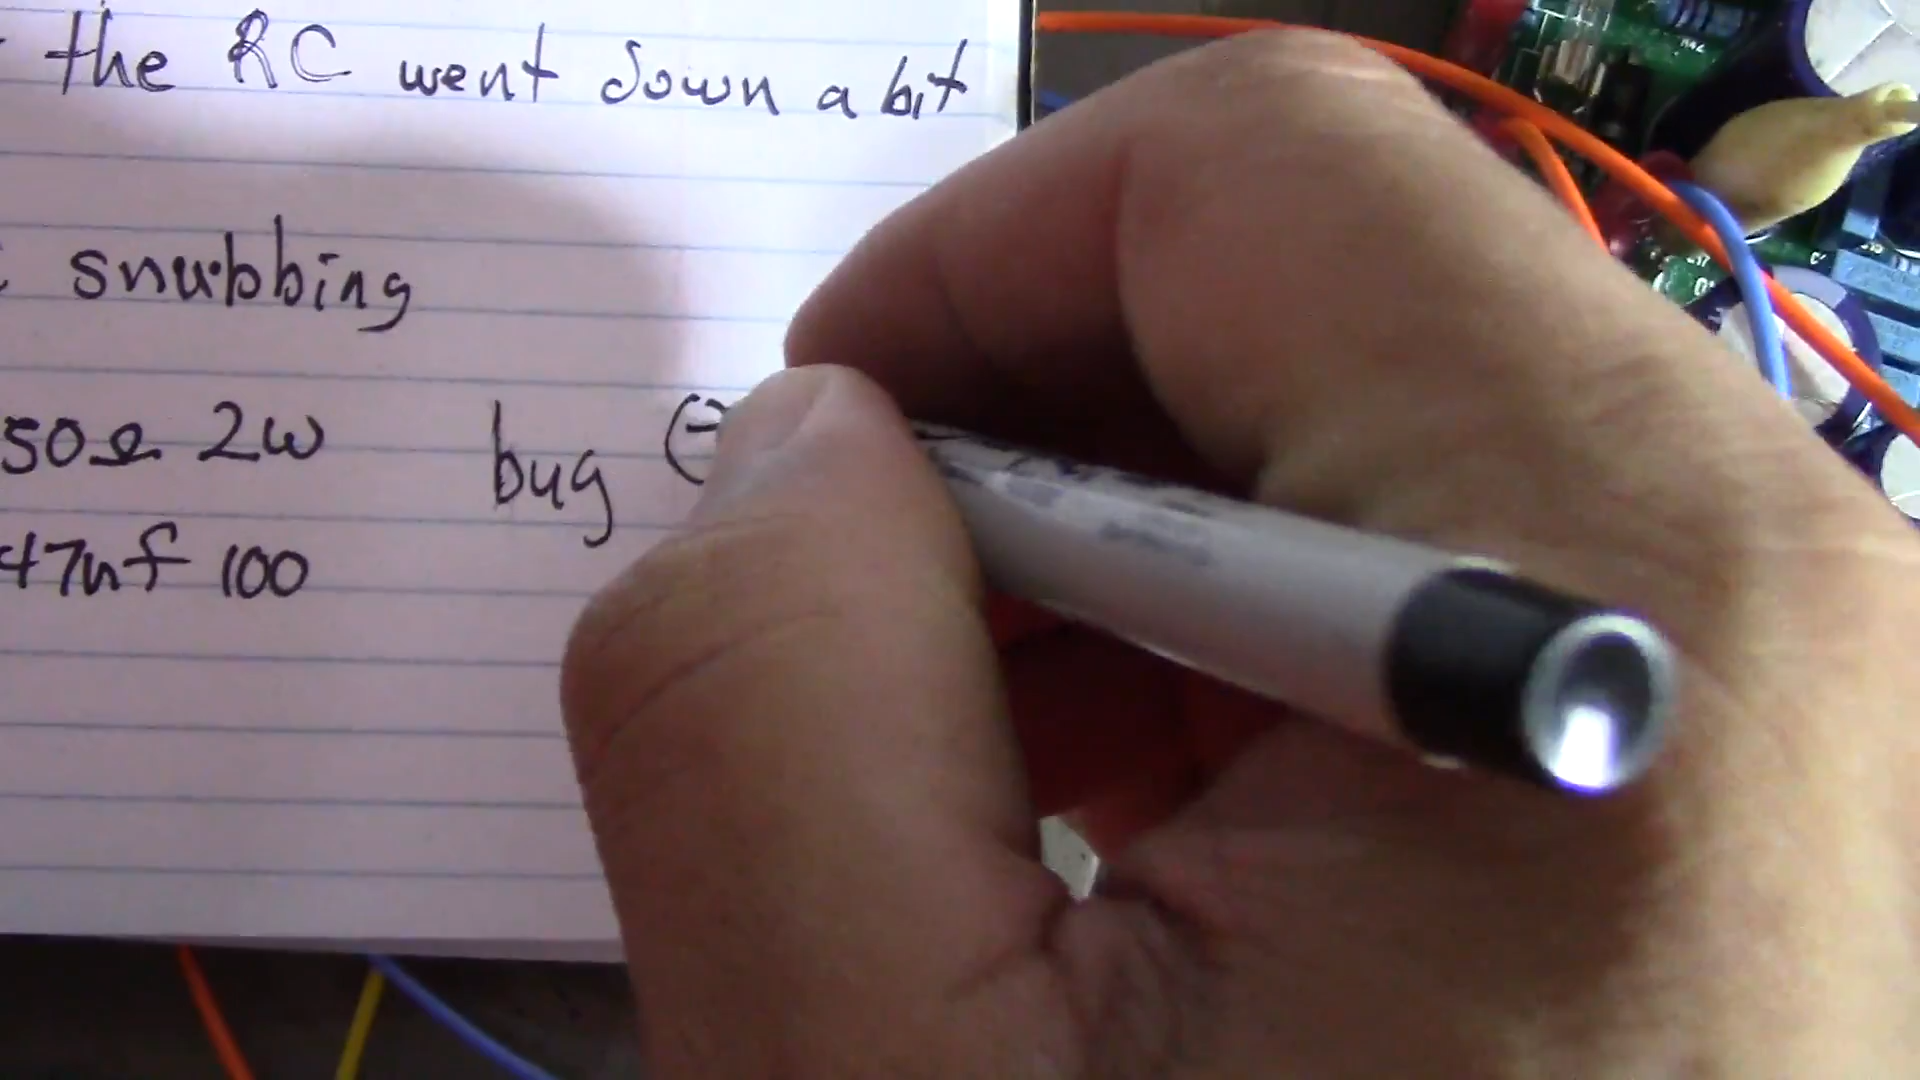 the RC went down a bit
snubbing
50Ω 2w
bug
47nf 100